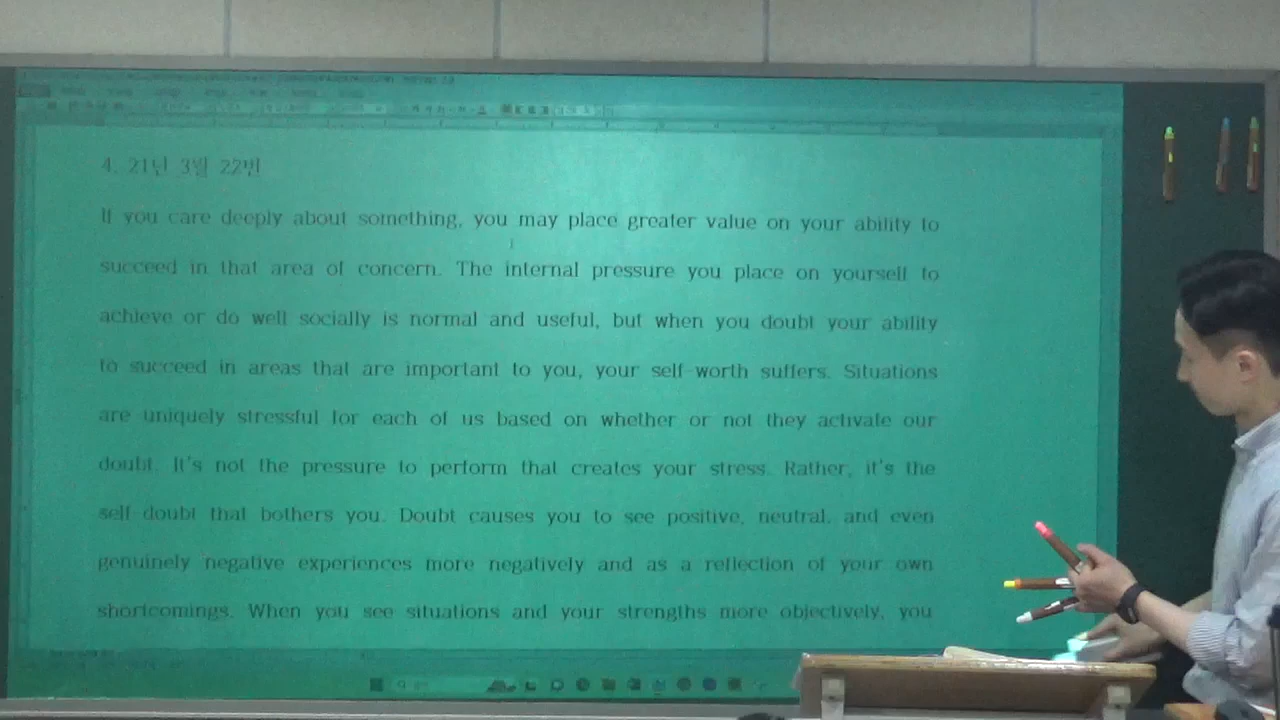 4. 21년 3월 22번
If you care deeply about something, you may place greater value on your ability to
succeed in that area of concern. The internal pressure you place on yourself to
achieve or do well socially is normal and useful, but when you doubt your ability
to succeed in areas that are important to you, your self-worth suffers. Situations
are uniquely stressful for each of us based on whether or not they activate our
doubt. It's not the pressure to perform that creates your stress. Rather, it's the
self-doubt that bothers you. Doubt causes you to see positive, neutral, and even
genuinely negative experiences more negatively and as a reflection of your own
shortcomings. When you see situations and your strengths more objectively, you